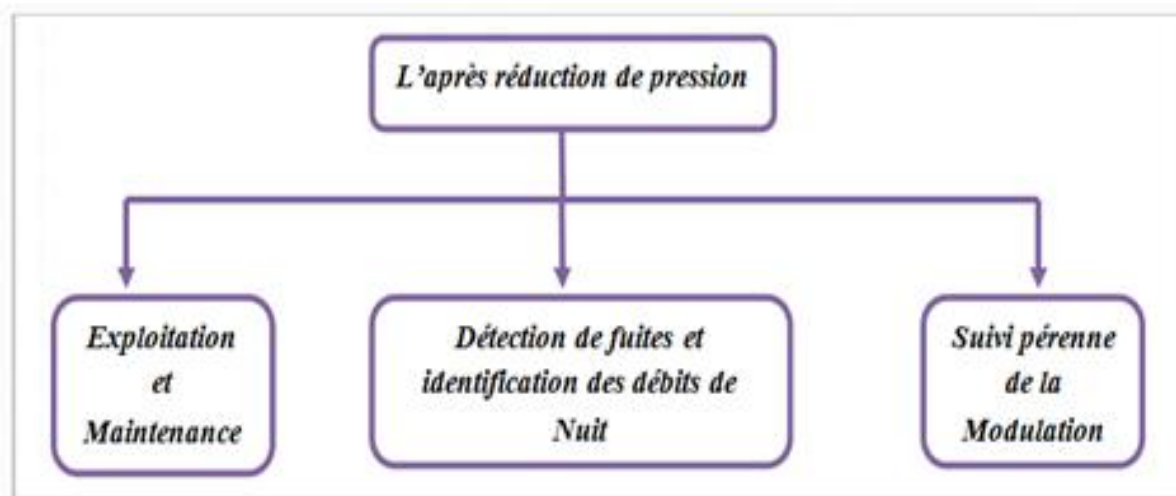 L’après réduction de pression
Exploitation
et
Maintenance
Détection de fuites et
identification des débits de
Nuit
Suivi pérenne
de la
Modulation